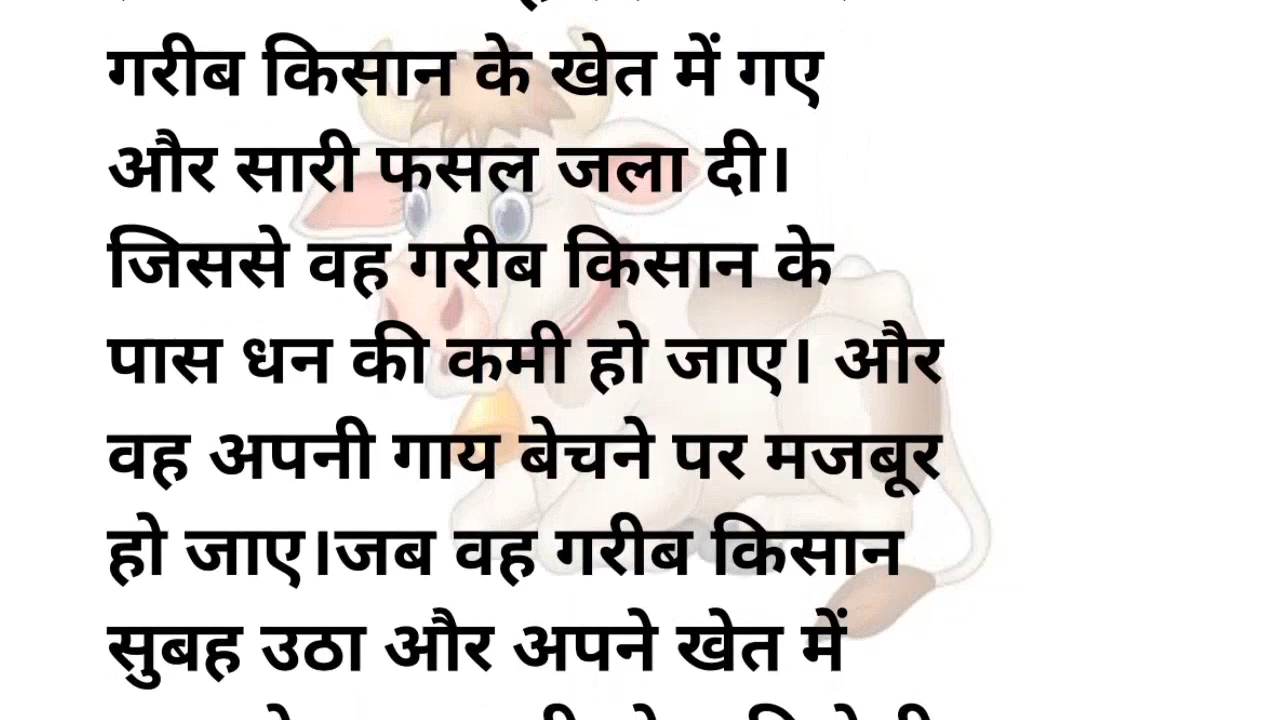 गरीब किसान के खेत में गए
और सारी फसल जला दी।
जिससे वह गरीब किसान के
पास धन की कमी हो जाए। और
वह अपनी गाय बेचने पर मजबूर
हो जाए।जब वह गरीब किसान
सुबह उठा और अपने खेत में